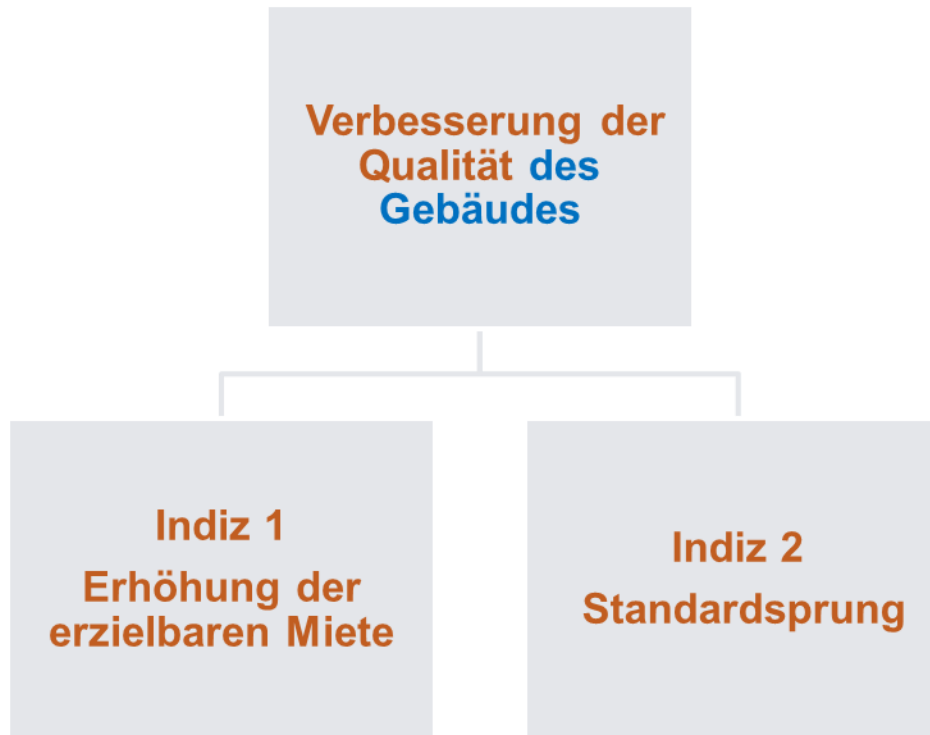 Verbesserung der
Qualität des
Gebäudes
Indiz 1
Erhöhung der
erzielbaren Miete
Indiz 2
Standardsprung